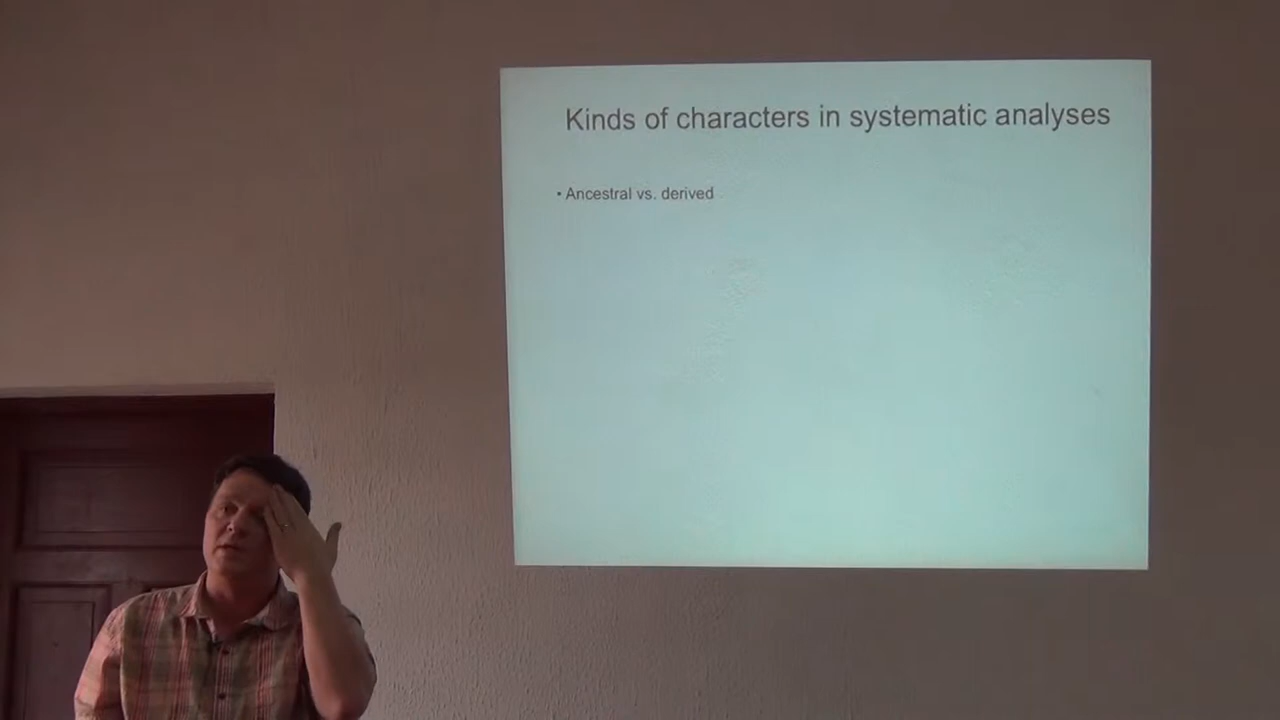 Kinds of characters in systematic analyses
• Ancestral vs. derived